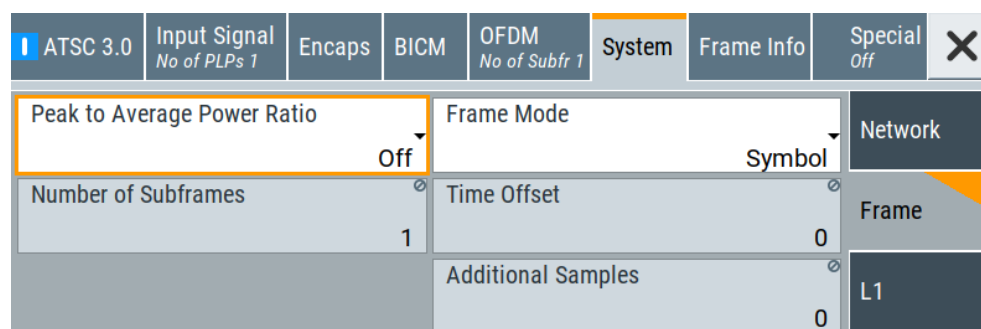 ATSC 3.0
Input Signal
No of PLPs 1
Encaps
BICM
OFDM
No of Subfr 1
System
Frame Info
Special
Off
Peak to Average Power Ratio
Off
Frame Mode
Symbol
Network
Number of Subframes
1
Time Offset
0
Frame
Additional Samples
0
L1